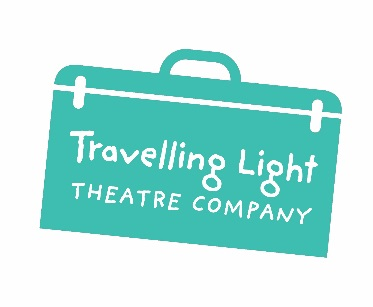 Travelling Light
THEATRE COMPANY